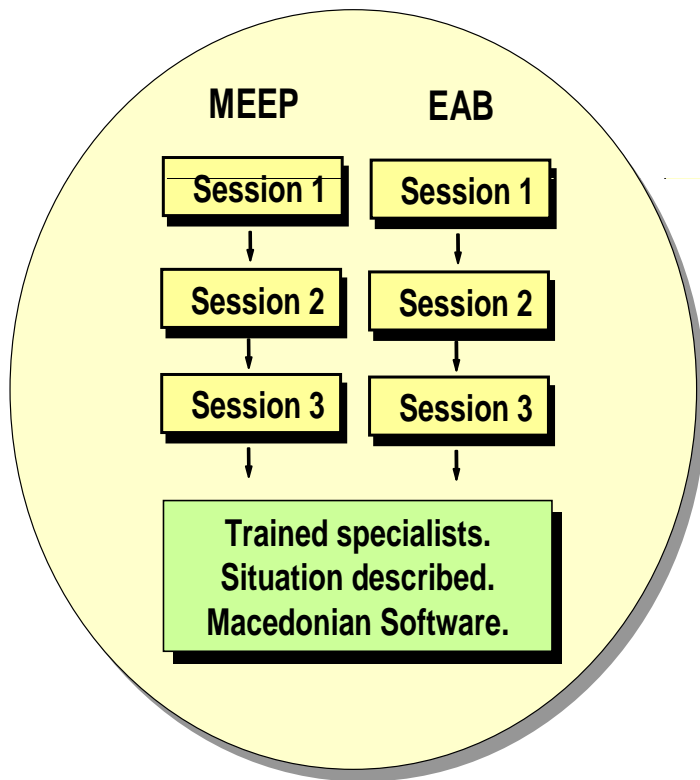 MEEP EAB
Session 1 Session 1
Session 2 Session 2
Session 3 Session 3
Trained specialists.
Situation described.
Macedonian Software.